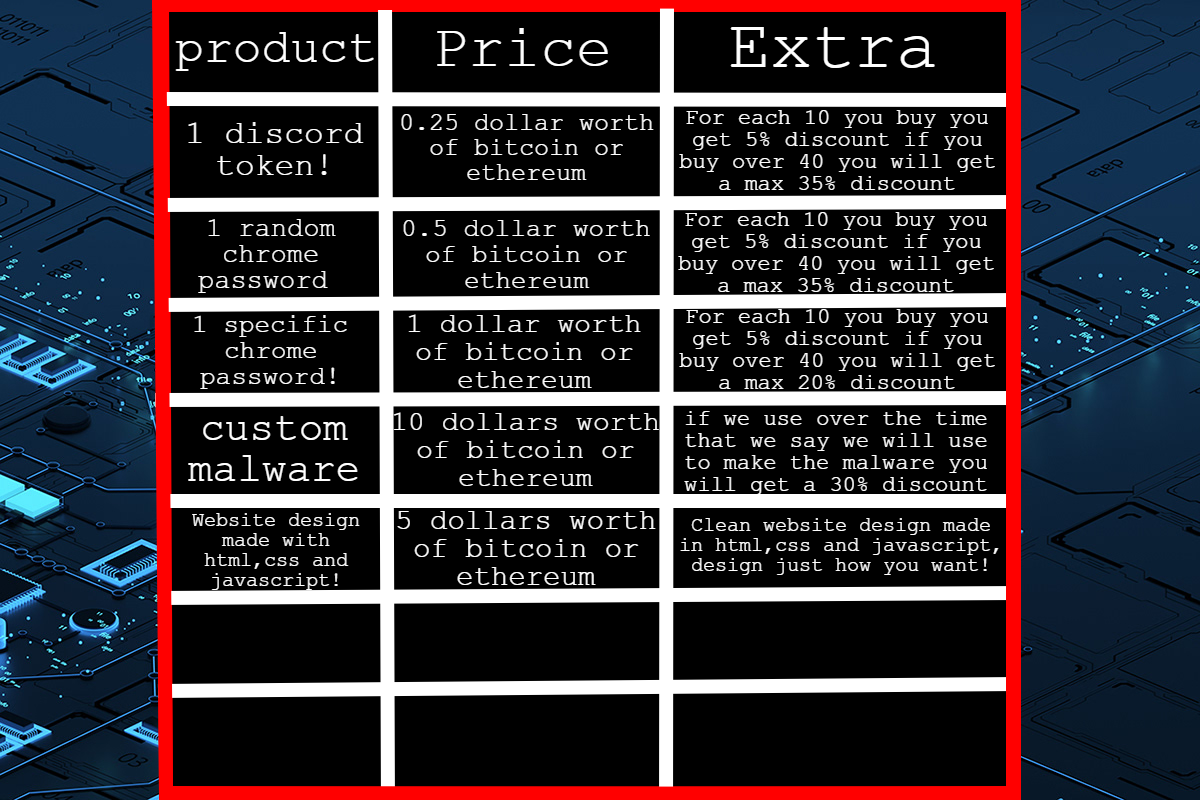 product Price Extra
1 discord
token!
0.25 dollar worth
of bitcoin or
ethereum
For each 10 you buy you
get 5% discount if you
buy over 40 you will get
a max 35% discount
1 random
chrome
password
0.5 dollar worth
of bitcoin or
ethereum
For each 10 you buy you
get 5% discount if you
buy over 40 you will get
a max 35% discount
1 specific
chrome
password!
1 dollar worth
of bitcoin or
ethereum
For each 10 you buy you
get 5% discount if you
buy over 40 you will get
a max 20% discount
custom
malware
10 dollars worth
of bitcoin or
ethereum
if we use over the time
that we say we will use
to make the malware you
will get a 30% discount
Website design
made with
html,css and
javascript!
5 dollars worth
of bitcoin or
ethereum
Clean website design made
in html,css and javascript,
design just how you want!
data
00
03